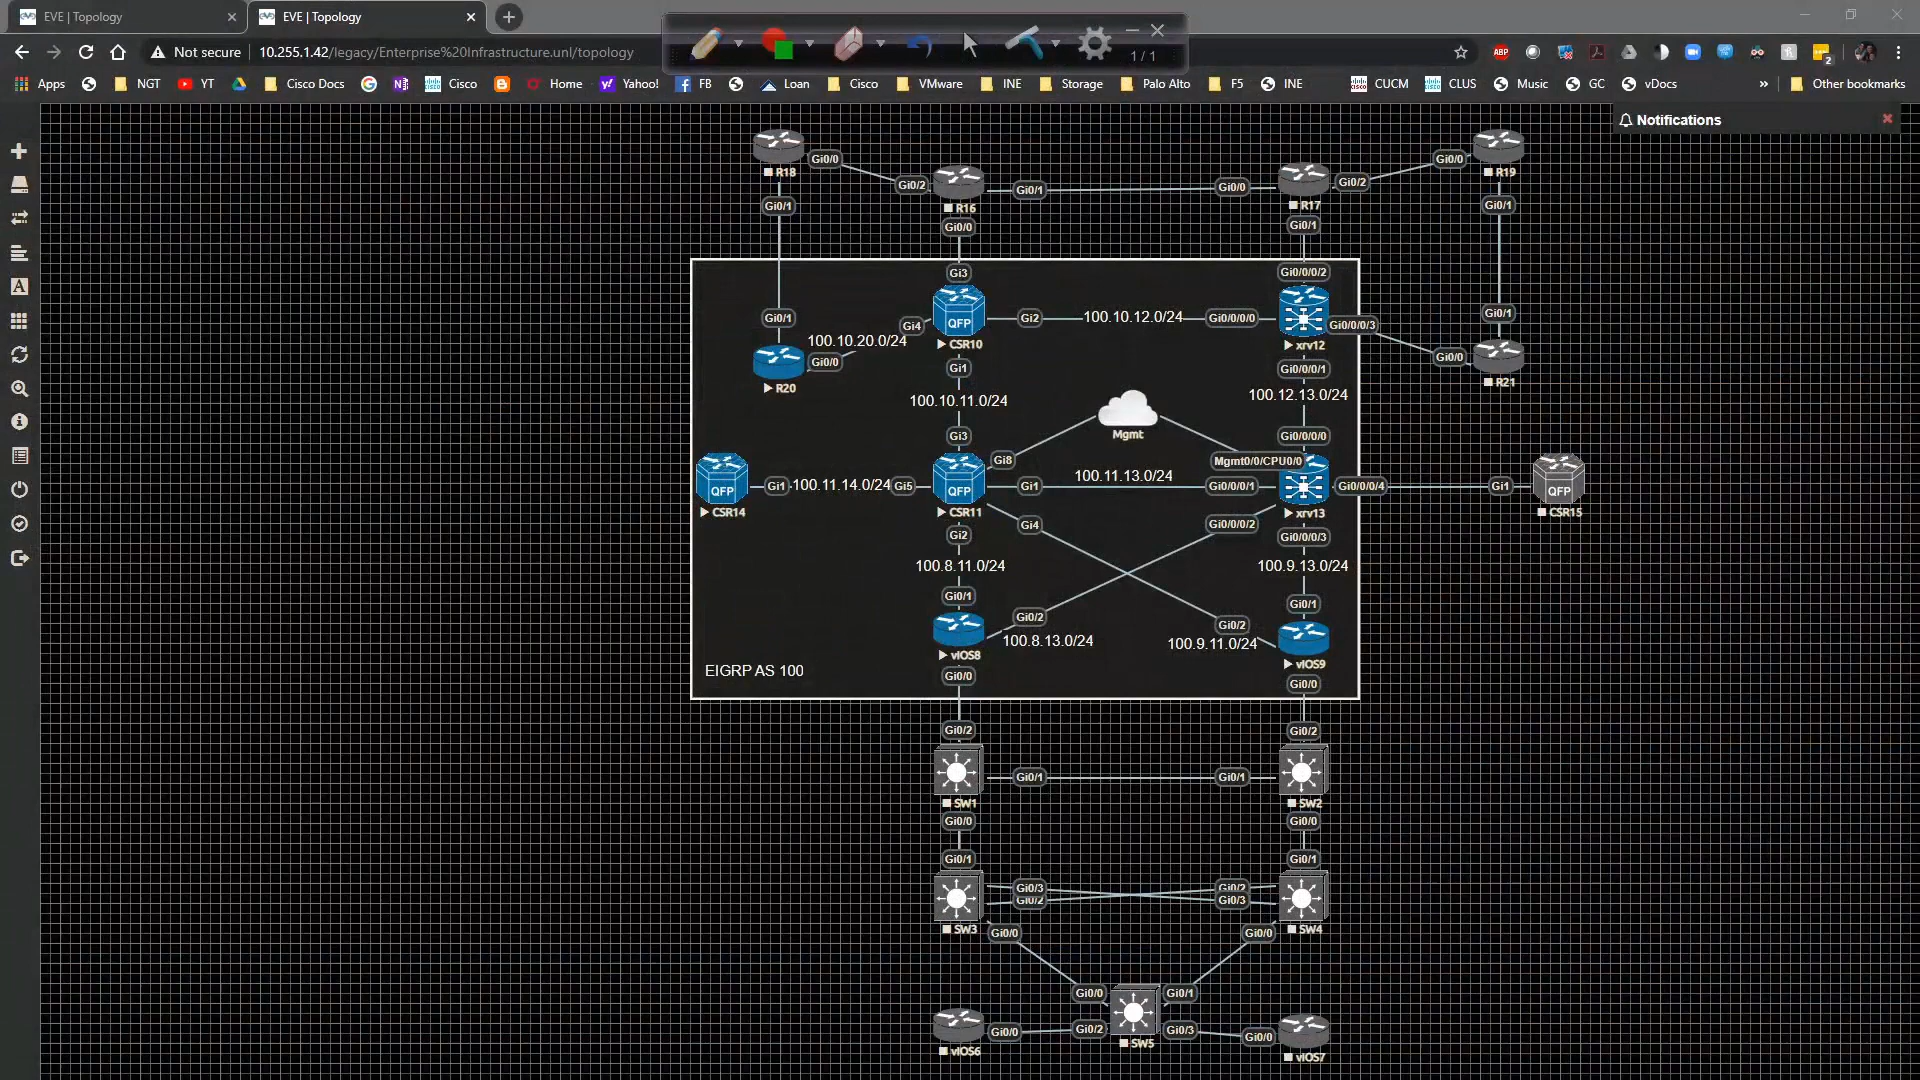 EVE | Topology
EVE | Topology
1 / 1
Not secure
10.255.1.42/legacy/Enterprise%20Infrastructure.unl/topology
ABP
2
Apps
NGT
YT
Cisco Docs
Cisco
Home
Yahoo!
FB
Loan
Cisco
VMware
INE
Storage
Palo Alto
F5
INE
CUCM
CLUS
Music
GC
vDocs
»
Other bookmarks
Notifications
R18
Gi0/0
Gi0/1
Gi0/2
R16
Gi0/1
Gi0/0
Gi0/0
R17
Gi0/2
Gi0/1
Gi0/0
R19
Gi0/1
Gi3
Gi0/0/0/2
QFP
CSR10
Gi4
Gi2
100.10.12.0/24
Gi0/0/0/0
xrv12
Gi0/0/0/3
Gi0/1
Gi0/0
R21
Gi0/1
100.10.20.0/24
Gi0/0
R20
Gi1
100.10.11.0/24
Gi3
Gi0/0/0/1
100.12.13.0/24
Gi0/0/0/0
Mgmt
Gi8
Mgmt0/0/CPU0/0
QFP
CSR14
Gi1
100.11.14.0/24
Gi5
QFP
CSR11
Gi1
100.11.13.0/24
Gi0/0/0/1
xrv13
Gi0/0/0/4
Gi1
QFP
CSR15
Gi2
Gi4
Gi0/0/0/2
Gi0/0/0/3
100.8.11.0/24
100.9.13.0/24
Gi0/1
Gi0/1
Gi0/2
Gi0/2
100.8.13.0/24
100.9.11.0/24
vIOS8
vIOS9
EIGRP AS 100
Gi0/0
Gi0/0
Gi0/2
Gi0/2
Gi0/1
Gi0/1
SW1
SW2
Gi0/0
Gi0/0
Gi0/1
Gi0/1
Gi0/3
Gi0/2
Gi0/2
Gi0/3
SW3
SW4
Gi0/0
Gi0/0
Gi0/0
Gi0/1
Gi0/0
Gi0/2
Gi0/3
Gi0/0
SW5
vIOS6
vIOS7